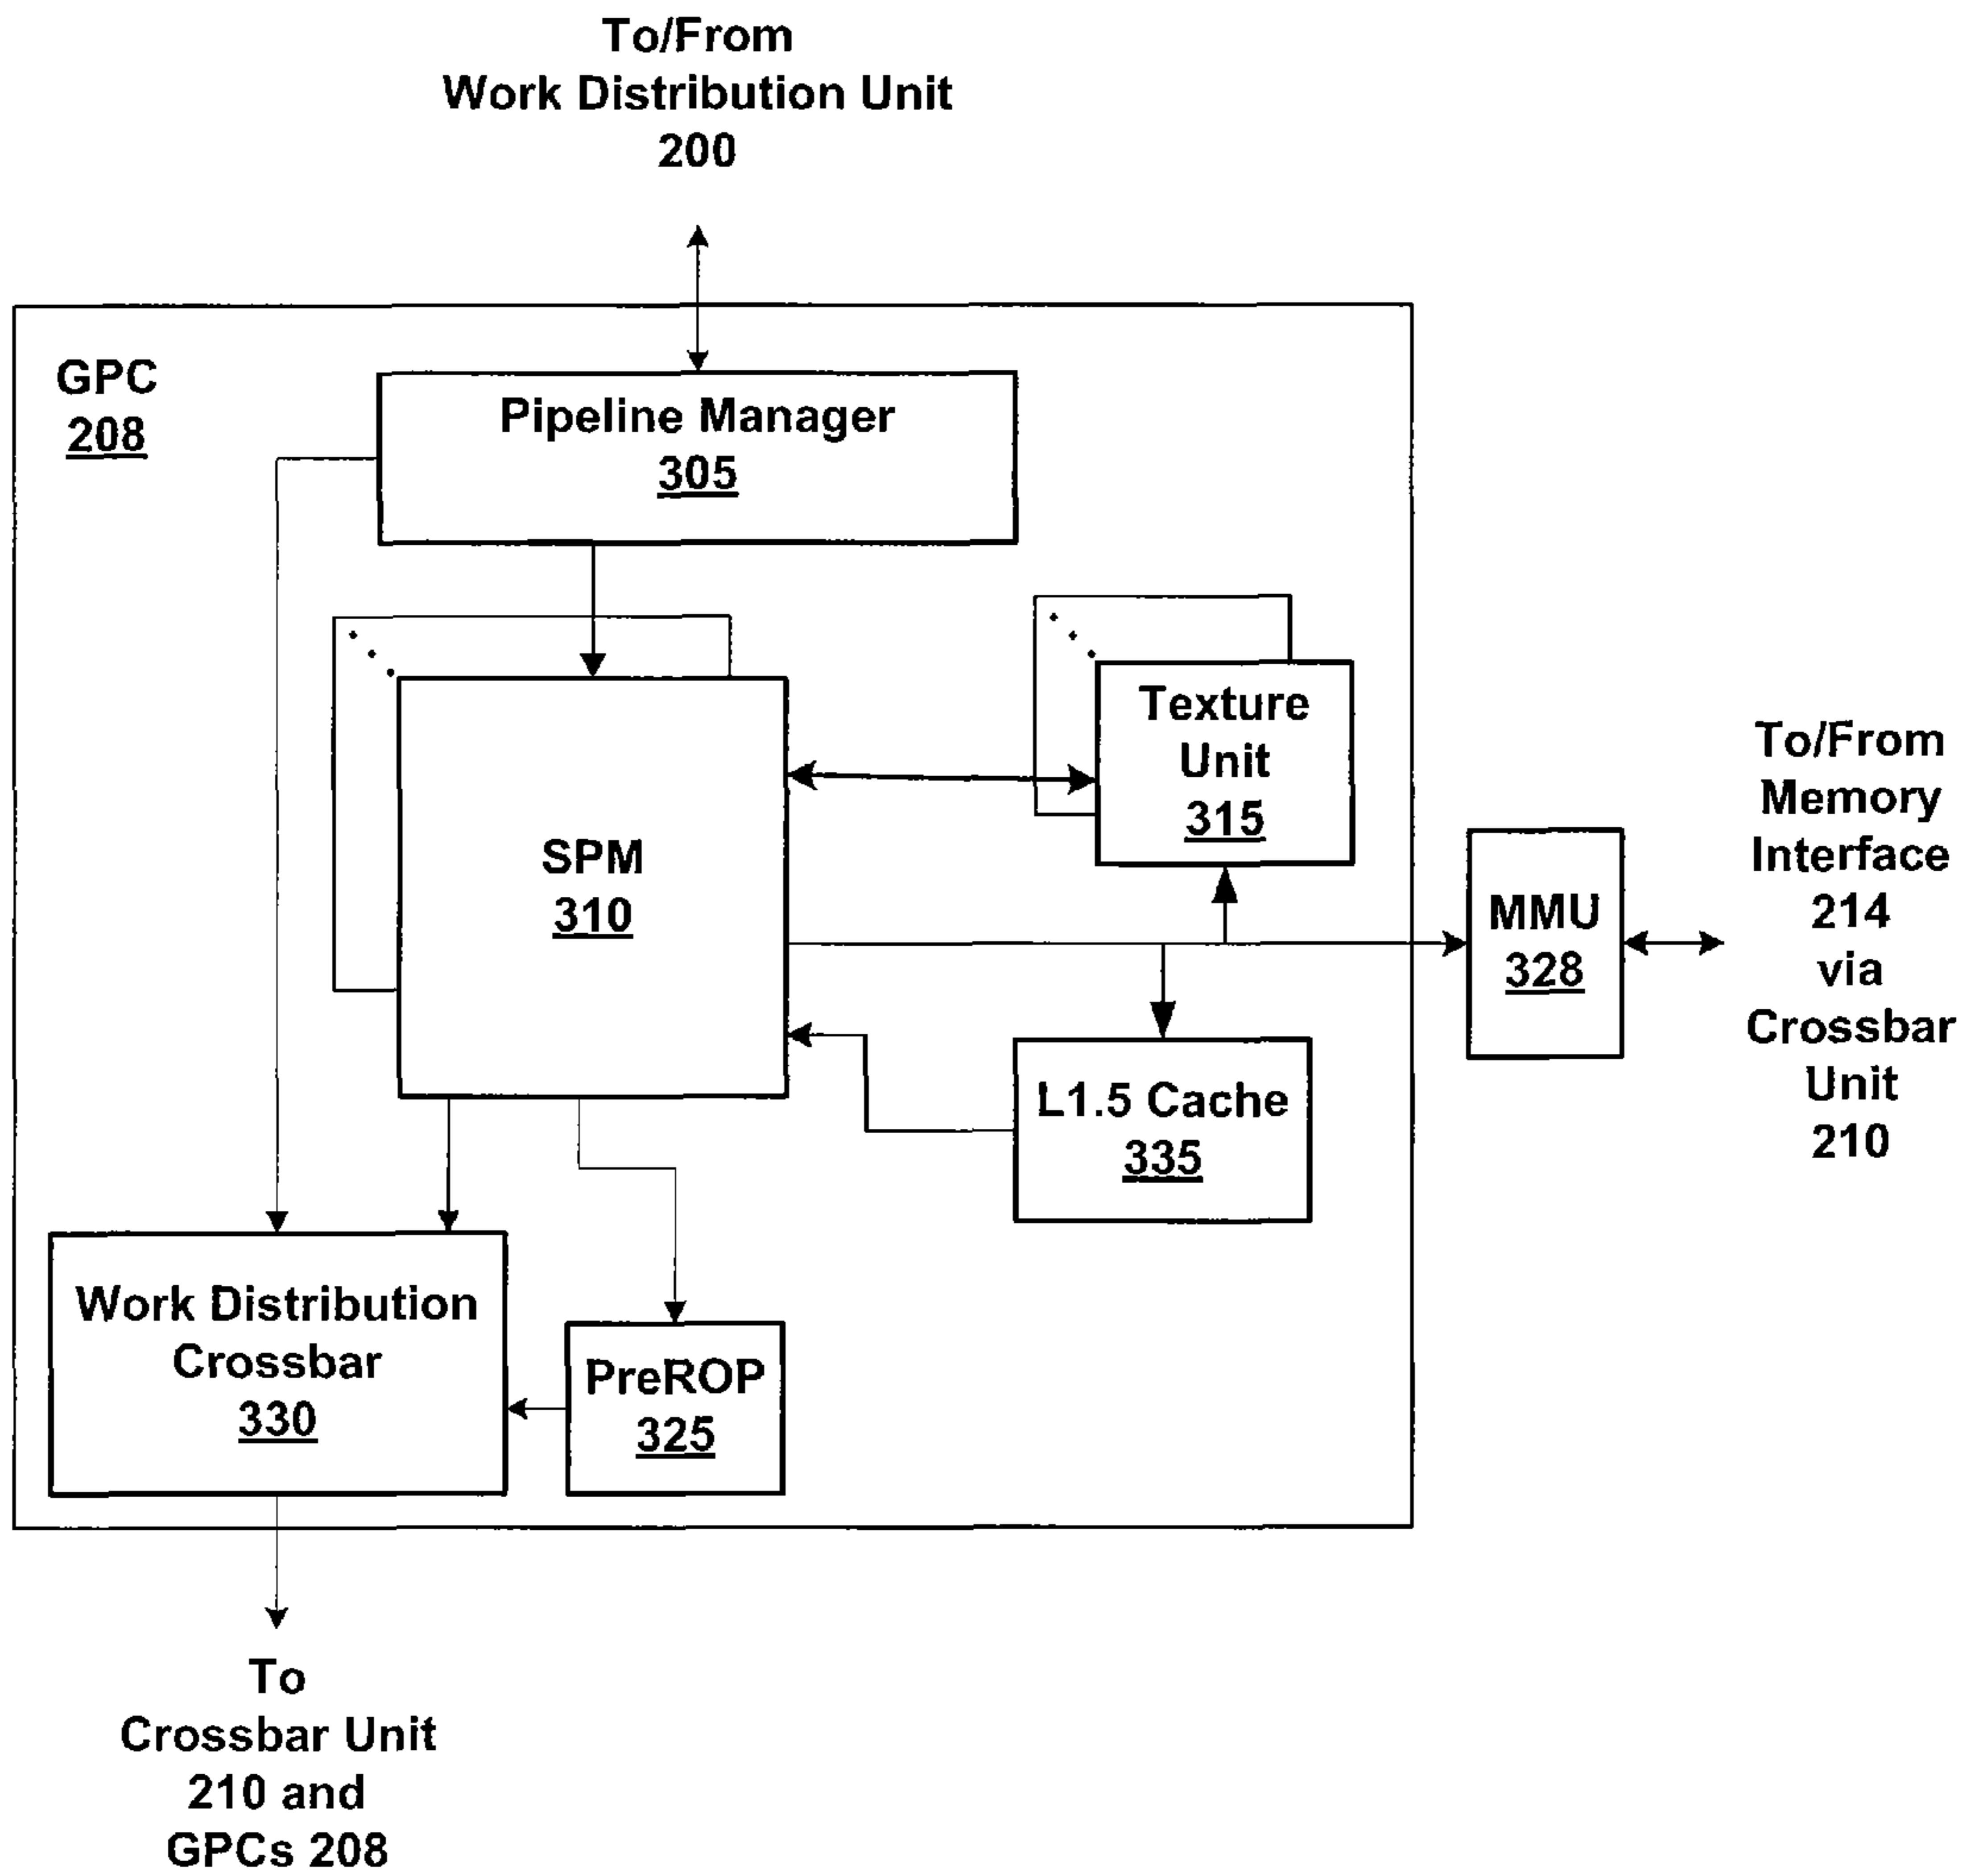 To/From
Work Distribution Unit
200
GPC
208
Pipeline Manager
305
Texture
Unit
315
SPM
310
To/From
Memory
Interface
214
via
Crossbar
Unit
210
MMU
328
L1.5 Cache
335
Work Distribution
Crossbar
330
PreROP
325
To
Crossbar Unit
210 and
GPCs 208